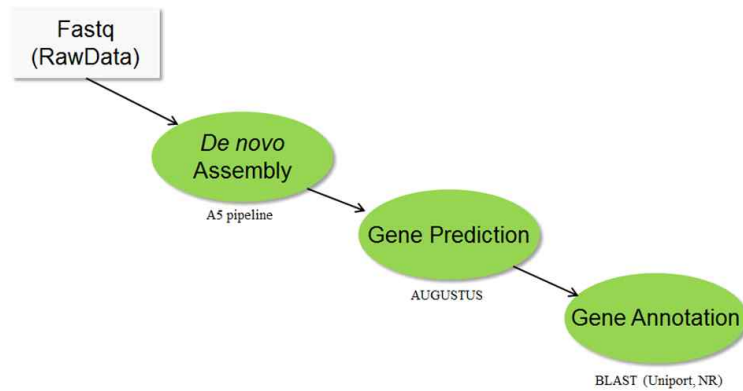 Fastq
(RawData)
De novo
Assembly
A5 pipeline
Gene Prediction
AUGUSTUS
Gene Annotation
BLAST (Uniport, NR)